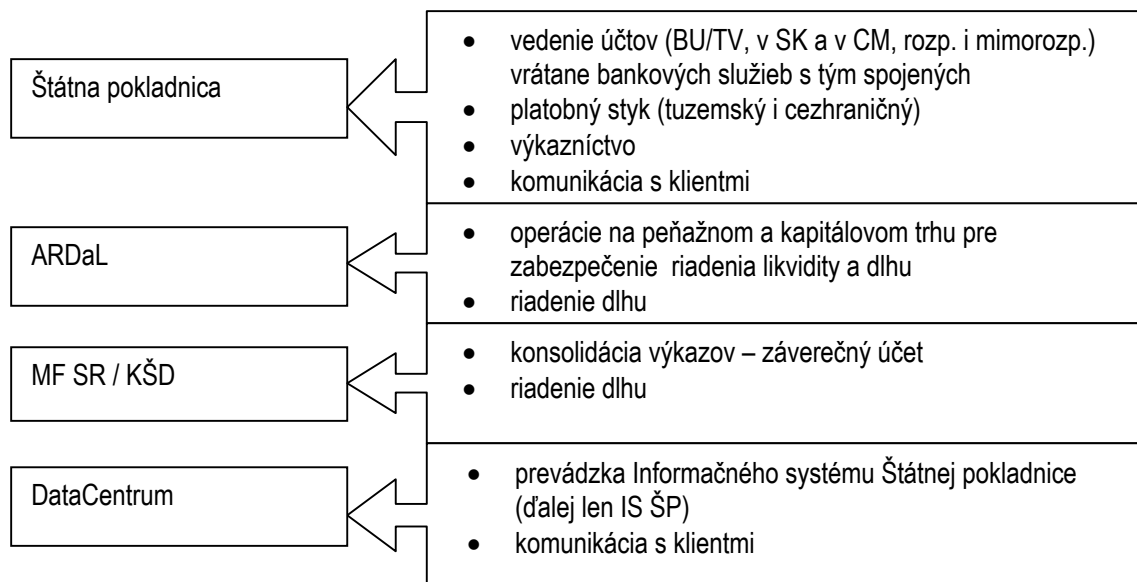 Štátna pokladnica
• vedenie účtov (BU/TV, v SK a v CM, rozp. i mimorozp.)
vrátane bankových služieb s tým spojených
• platobný styk (tuzemský i cezhraničný)
• výkazníctvo
• komunikácia s klientmi
ARDaL
• operácie na peňažnom a kapitálovom trhu pre
zabezpečenie riadenia likvidity a dlhu
• riadenie dlhu
MF SR / KŠD
• konsolidácia výkazov – záverečný účet
• riadenie dlhu
DataCentrum
• prevádzka Informačného systému Štátnej pokladnice
(ďalej len IS ŠP)
• komunikácia s klientmi